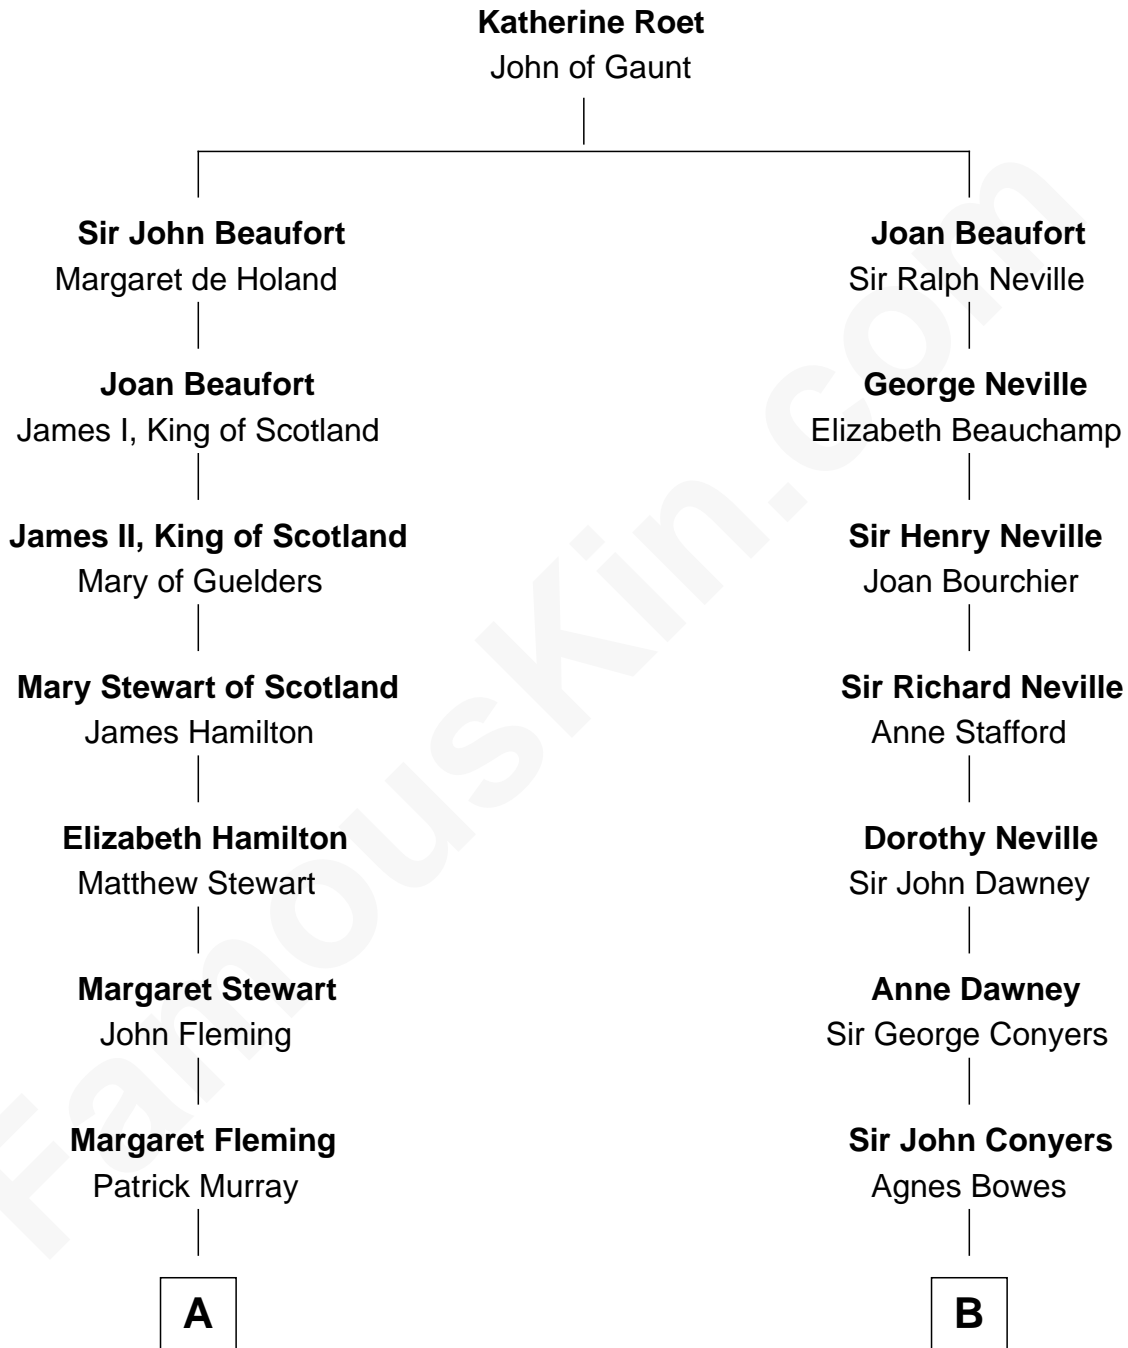 Katherine Roet
John of Gaunt
Sir John Beaufort
Margaret de Holand
Joan Beaufort
Sir Ralph Neville
Joan Beaufort
James I, King of Scotland
George Neville
Elizabeth Beauchamp
James II, King of Scotland
Mary of Guelders
Sir Henry Neville
Joan Bourchier
Mary Stewart of Scotland
James Hamilton
Sir Richard Neville
Anne Stafford
Elizabeth Hamilton
Matthew Stewart
Dorothy Neville
Sir John Dawney
Margaret Stewart
John Fleming
Anne Dawney
Sir George Conyers
Margaret Fleming
Patrick Murray
Sir John Conyers
Agnes Bowes
A
B
FamousKin.com